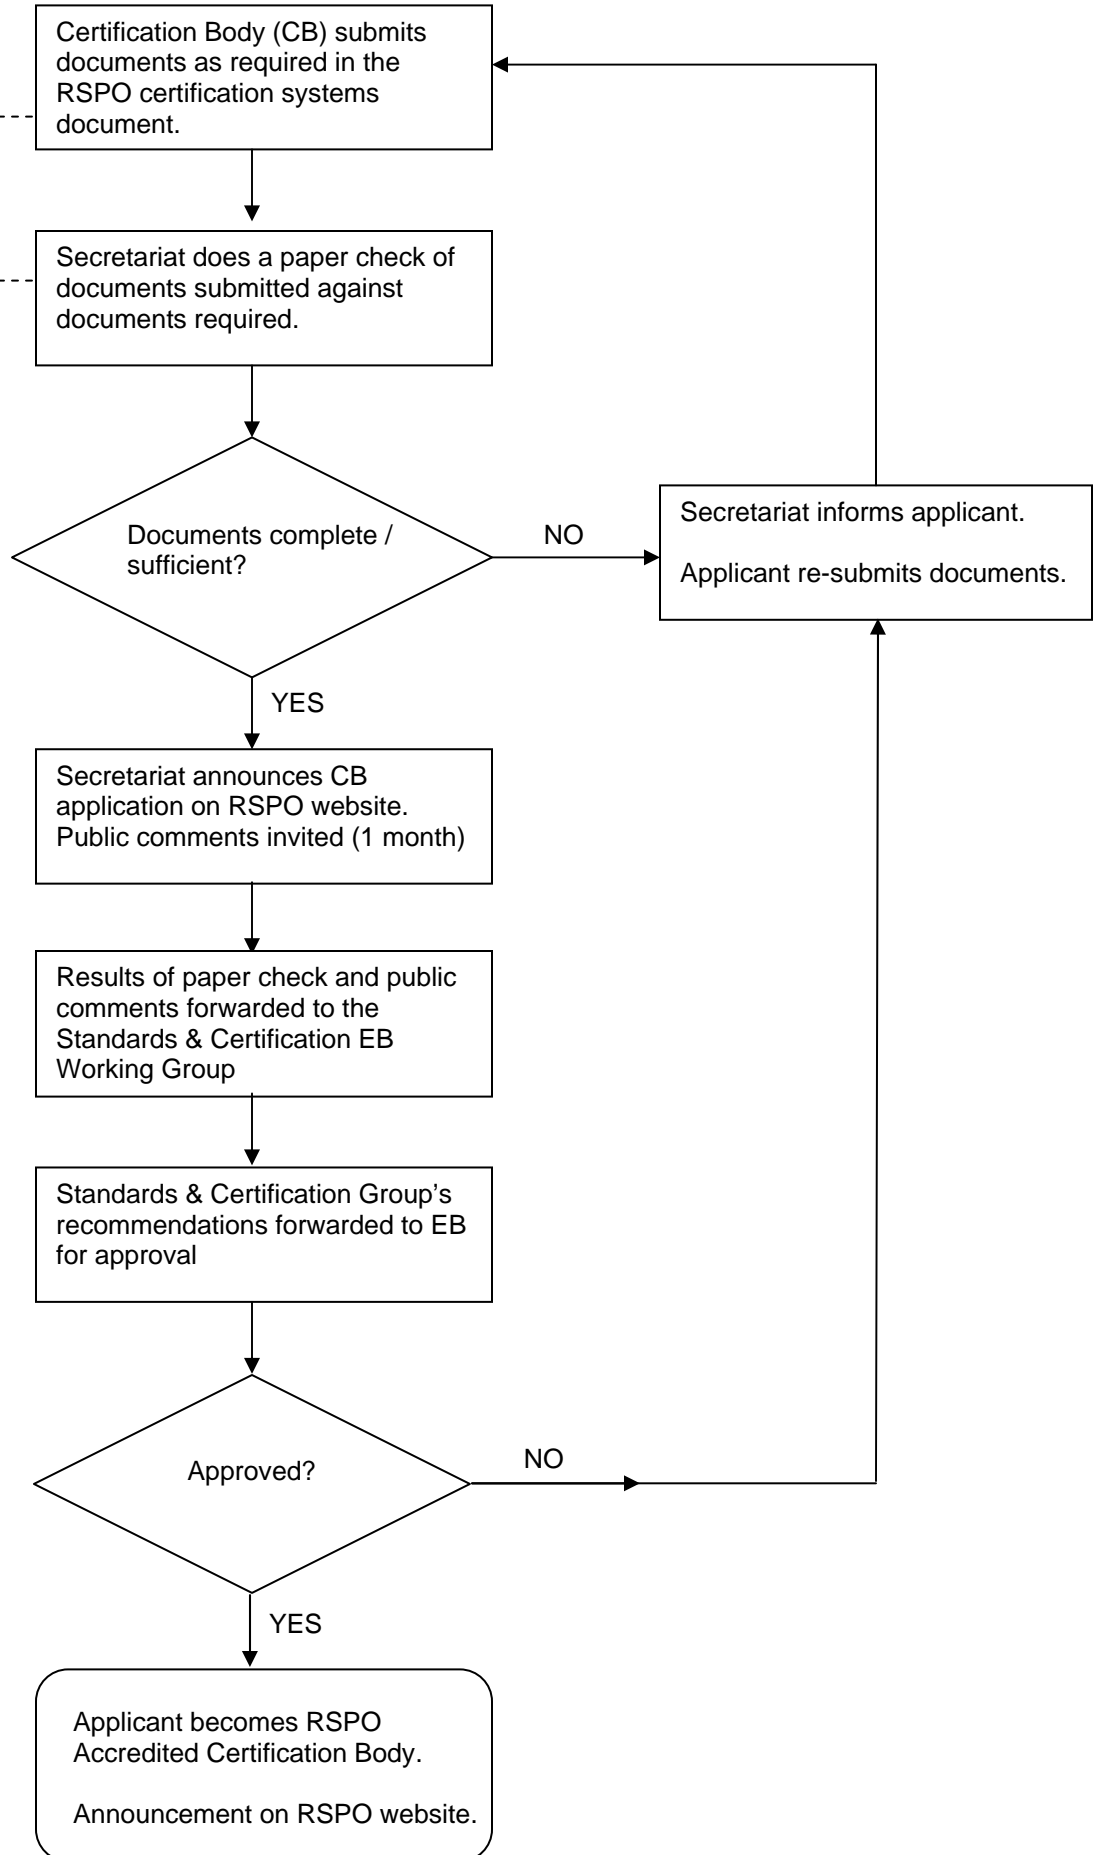 Certification Body (CB) submits
documents as required in the
RSPO certification systems
document.
Secretariat does a paper check of
documents submitted against
documents required.
Documents complete /
sufficient?
NO
Secretariat informs applicant.
Applicant re-submits documents.
YES
Secretariat announces CB
application on RSPO website.
Public comments invited (1 month)
Results of paper check and public
comments forwarded to the
Standards & Certification EB
Working Group
Standards & Certification Group’s
recommendations forwarded to EB
for approval
Approved?
NO
YES
Applicant becomes RSPO
Accredited Certification Body.
Announcement on RSPO website.